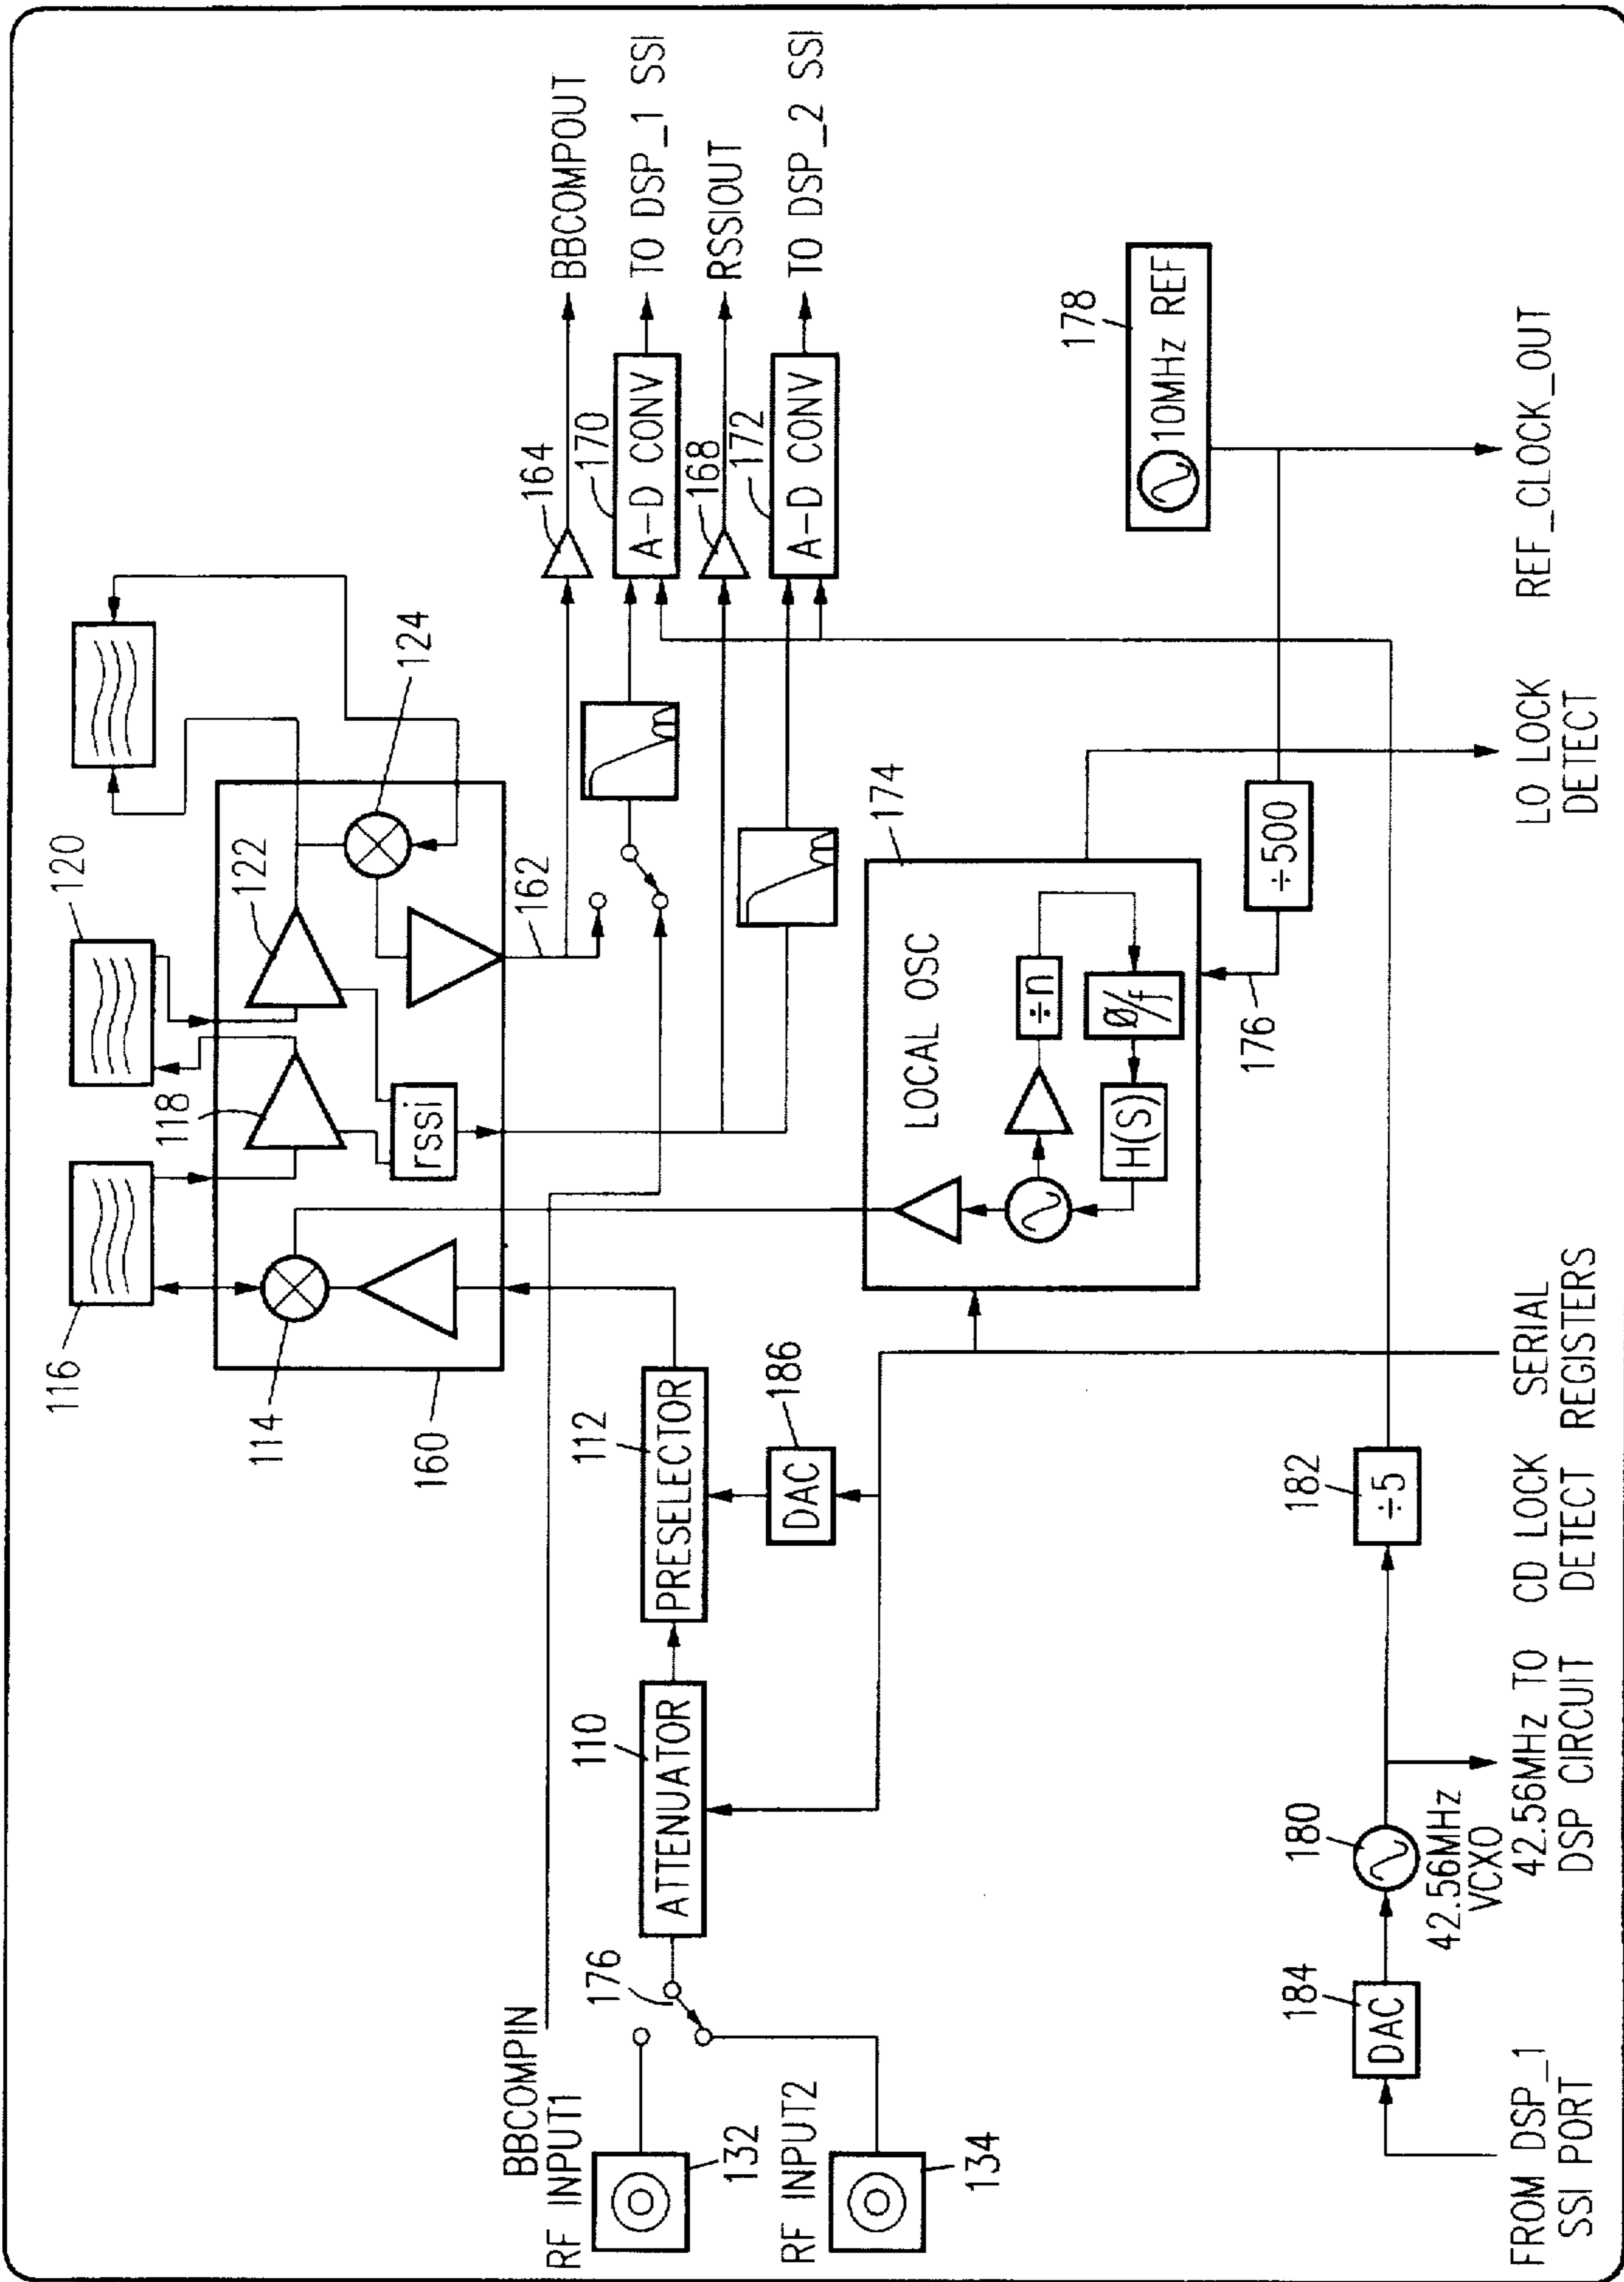 116
120
118
122
114
124
160
rssi
162
164
BBCOMPOUT
170
A-D CONV
TO DSP_1 SSI
168
RSSIOUT
172
A-D CONV
TO DSP_2 SSI
BBCOMPIN
RF INPUT1
132
RF INPUT2
134
176
110
ATTENUATOR
112
PRESELECTOR
186
DAC
174
LOCAL OSC
÷n
Ø/f
H(S)
176
÷500
178
10MHz REF
184
DAC
180
42.56MHz
VCXO
182
÷5
FROM DSP_1
SSI PORT
42.56MHz TO
DSP CIRCUIT
CD LOCK
DETECT
SERIAL
REGISTERS
LO LOCK
DETECT
REF_CLOCK_OUT